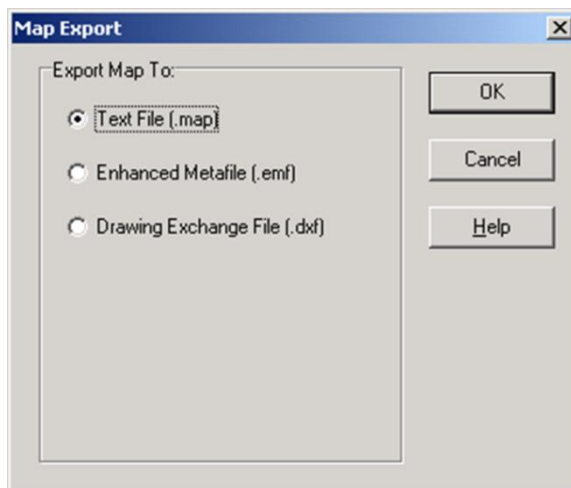 Map Export
Export Map To:
Text File (.map)
Enhanced Metafile (.emf)
Drawing Exchange File (.dxf)
OK
Cancel
Help